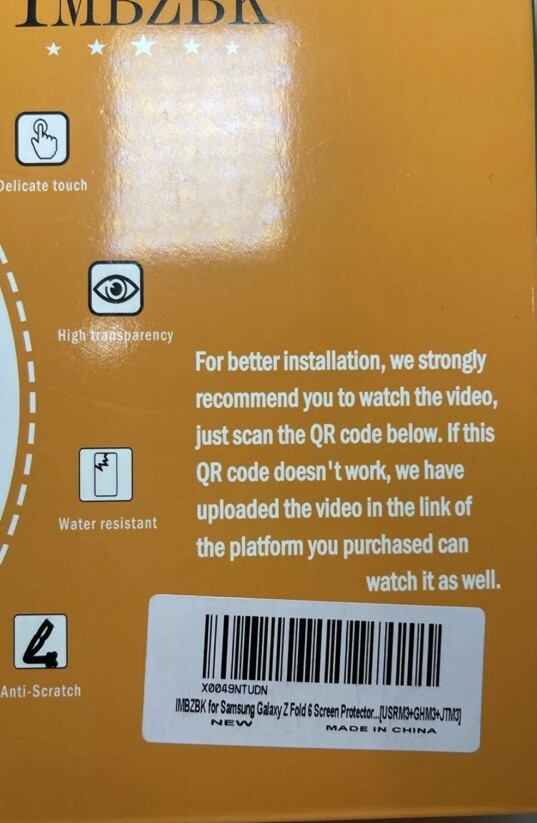 IMBZBK
Delicate touch
High transparency
For better installation, we strongly
recommend you to watch the video,
just scan the QR code below. If this
QR code doesn't work, we have
uploaded the video in the link of
the platform you purchased can
watch it as well.
Water resistant
Anti-Scratch
X0049NTUDN
IMBZBK for Samsung Galaxy Z Fold 6 Screen Protector...[USRM3+GHM3+JTM3]
NEW
MADE IN CHINA